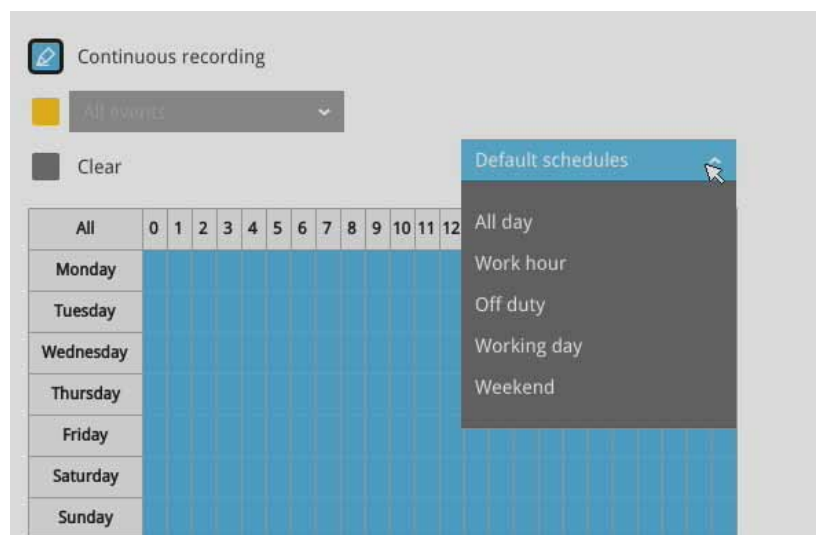 Continuous recording
All events
Clear
Default schedules
All day
Work hour
Off duty
Working day
Weekend
All 0 1 2 3 4 5 6 7 8 9 10 11 12
Monday
Tuesday
Wednesday
Thursday
Friday
Saturday
Sunday